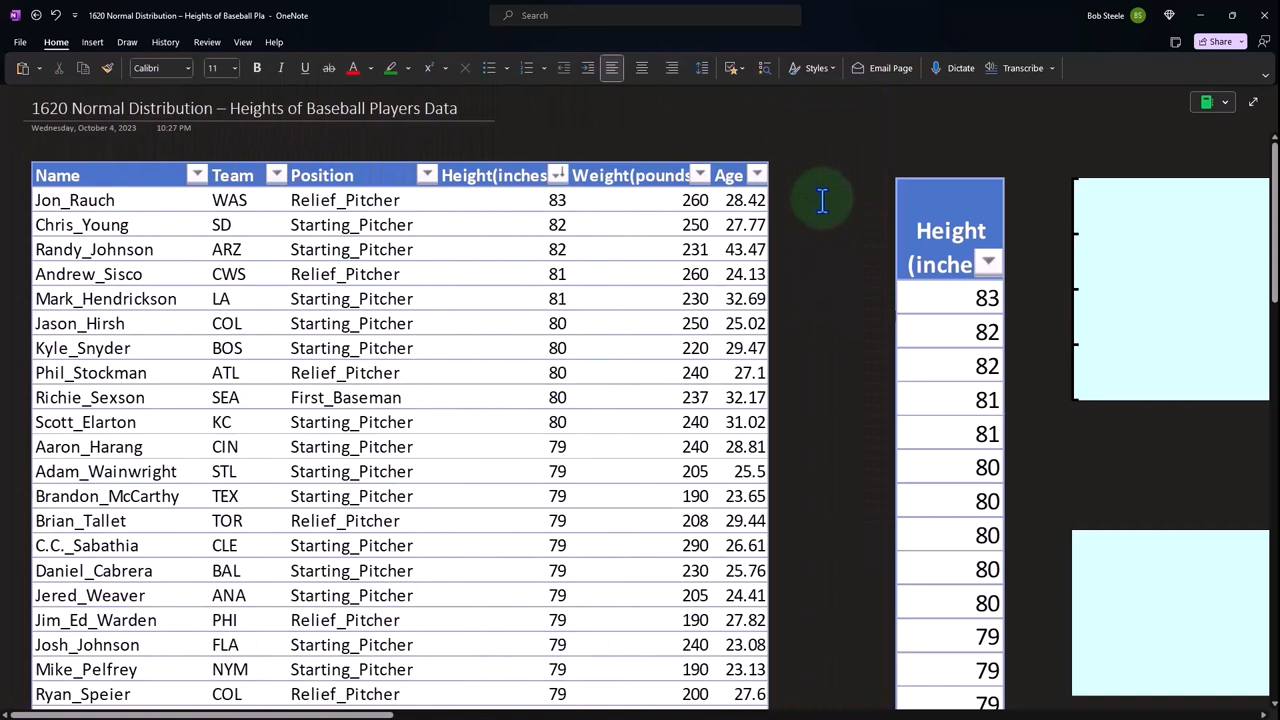 1620 Normal Distribution – Heights of Baseball Pla - OneNote
Search
Bob Steele BS
File Home Insert Draw History Review View Help
Share
Calibri 11 B I U ab A x Styles Email Page Dictate Transcribe
1620 Normal Distribution – Heights of Baseball Players Data
Wednesday, October 4, 2023 10:27 PM
Name Team Position Height(inches Weight(pounds Age
Jon_Rauch WAS Relief_Pitcher 83 260 28.42
Chris_Young SD Starting_Pitcher 82 250 27.77
Randy_Johnson ARZ Starting_Pitcher 82 231 43.47
Andrew_Sisco CWS Relief_Pitcher 81 260 24.13
Mark_Hendrickson LA Starting_Pitcher 81 230 32.69
Jason_Hirsh COL Starting_Pitcher 80 250 25.02
Kyle_Snyder BOS Starting_Pitcher 80 220 29.47
Phil_Stockman ATL Relief_Pitcher 80 240 27.1
Richie_Sexson SEA First_Baseman 80 237 32.17
Scott_Elarton KC Starting_Pitcher 80 240 31.02
Aaron_Harang CIN Starting_Pitcher 79 240 28.81
Adam_Wainwright STL Starting_Pitcher 79 205 25.5
Brandon_McCarthy TEX Starting_Pitcher 79 190 23.65
Brian_Tallet TOR Relief_Pitcher 79 208 29.44
C.C._Sabathia CLE Starting_Pitcher 79 290 26.61
Daniel_Cabrera BAL Starting_Pitcher 79 230 25.76
Jered_Weaver ANA Starting_Pitcher 79 205 24.41
Jim_Ed_Warden PHI Relief_Pitcher 79 190 27.82
Josh_Johnson FLA Starting_Pitcher 79 240 23.08
Mike_Pelfrey NYM Starting_Pitcher 79 190 23.13
Ryan_Speier COL Relief_Pitcher 79 200 27.6
Height
(inche
83
82
82
81
81
80
80
80
80
80
79
79
79